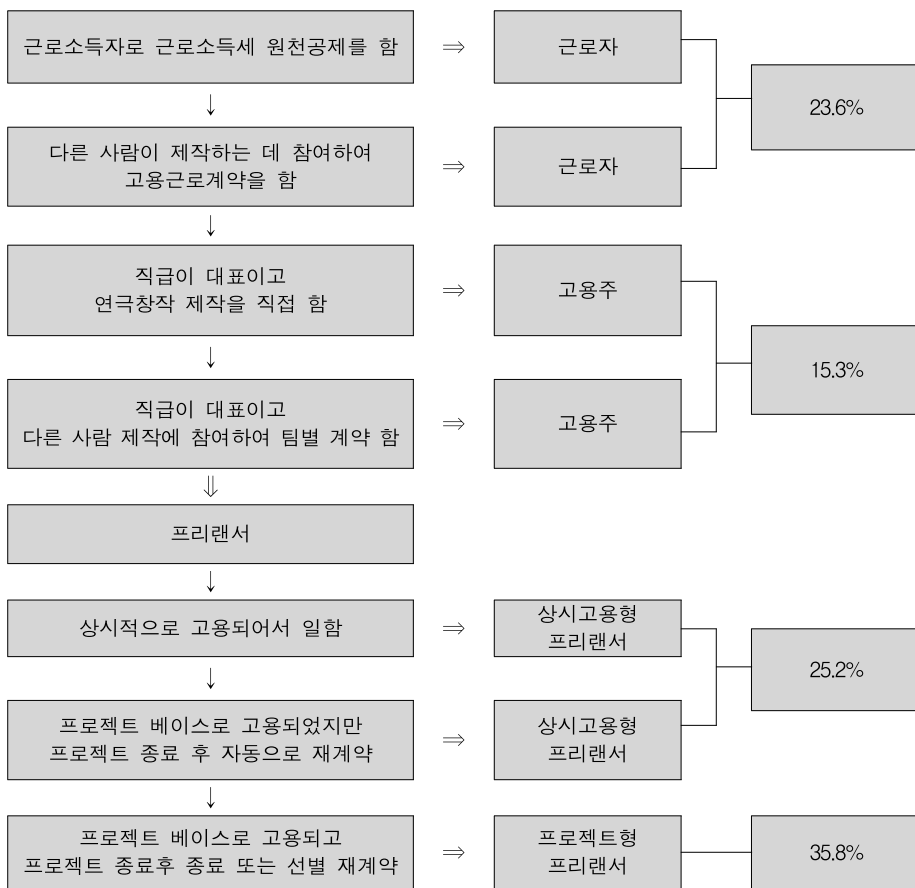 근로소득자로 근로소득세 원천공제를 함
⇒
근로자
23.6%
↓
다른 사람이 제작하는 데 참여하여
고용근로계약을 함
⇒
근로자
↓
직급이 대표이고
연극창작 제작을 직접 함
⇒
고용주
15.3%
↓
직급이 대표이고
다른 사람 제작에 참여하여 팀별 계약 함
⇒
고용주
⇓
프리랜서
↓
상시적으로 고용되어서 일함
⇒
상시고용형
프리랜서
25.2%
↓
프로젝트 베이스로 고용되었지만
프로젝트 종료 후 자동으로 재계약
⇒
상시고용형
프리랜서
↓
프로젝트 베이스로 고용되고
프로젝트 종료후 종료 또는 선별 재계약
⇒
프로젝트형
프리랜서
35.8%